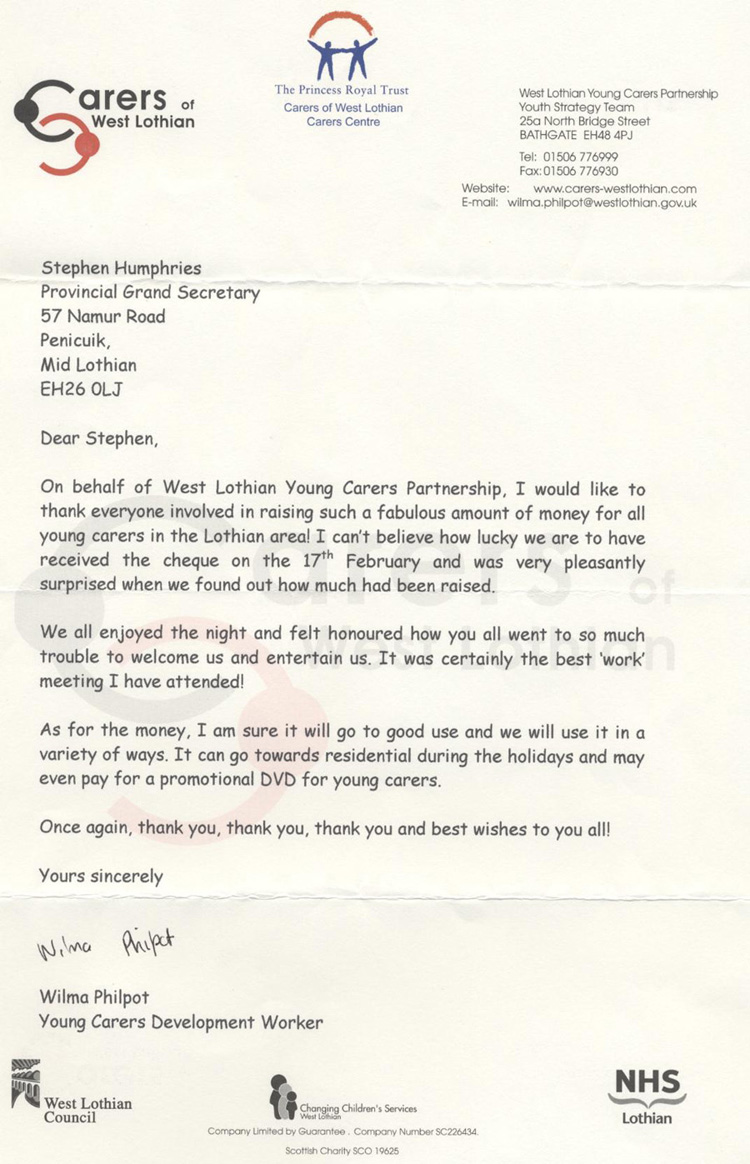 Carers of
West Lothian
The Princess Royal Trust
Carers of West Lothian
Carers Centre
West Lothian Young Carers Partnership
Youth Strategy Team
25a North Bridge Street
BATHGATE EH48 4PJ
Tel: 01506 776999
Fax: 01506 776930
Website: www.carers-westlothian.com
E-mail: wilma.philpot@westlothian.gov.uk
Stephen Humphries
Provincial Grand Secretary
57 Namur Road
Penicuik,
Mid Lothian
EH26 0LJ
Dear Stephen,
On behalf of West Lothian Young Carers Partnership, I would like to
thank everyone involved in raising such a fabulous amount of money for all
young carers in the Lothian area! I can't believe how lucky we are to have
received the cheque on the 17th February and was very pleasantly
surprised when we found out how much had been raised.
We all enjoyed the night and felt honoured how you all went to so much
trouble to welcome us and entertain us. It was certainly the best 'work'
meeting I have attended!
As for the money, I am sure it will go to good use and we will use it in a
variety of ways. It can go towards residential during the holidays and may
even pay for a promotional DVD for young carers.
Once again, thank you, thank you, thank you and best wishes to you all!
Yours sincerely
Wilma Philpot
Wilma Philpot
Young Carers Development Worker
West Lothian
Council
Changing Children's Services
West Lothian
NHS
Lothian
Company Limited by Guarantee . Company Number SC226434.
Scottish Charity SCO 19625
Carers of
West Lothian